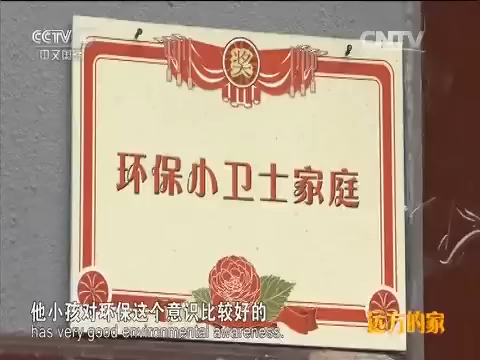 CCTV
中文国际
CNTV
奖
环保小卫士家庭
他小孩对环保这个意识比较好的
has very good environmental awareness.
远方的家